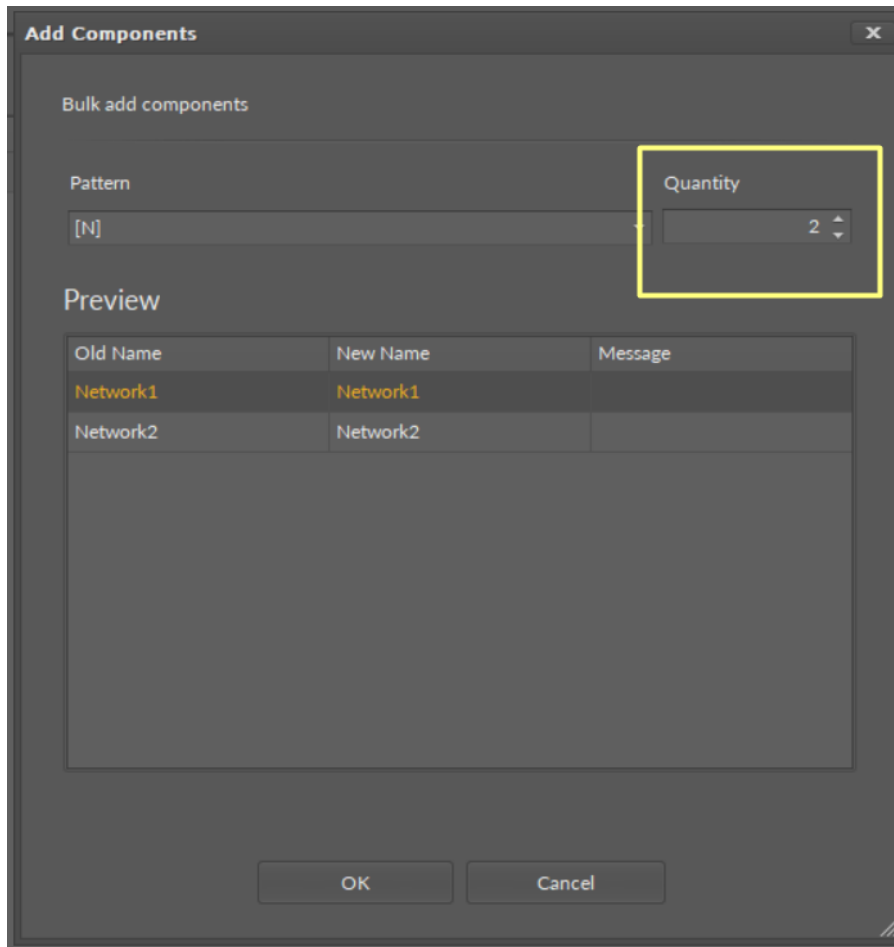 Add Components
Bulk add components
Pattern Quantity
[N] 2
Preview
Old Name New Name Message
Network1 Network1
Network2 Network2
OK Cancel